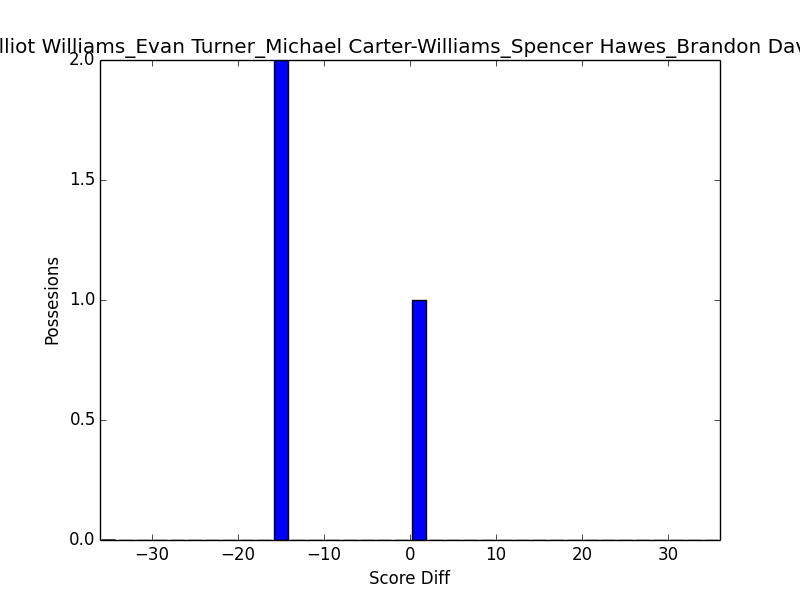 lliot Williams_Evan Turner_Michael Carter-Williams_Spencer Hawes_Brandon Dav
2.0
1.5
1.0
0.5
0.0
Possesions
−30 −20 −10 0 10 20 30
Score Diff